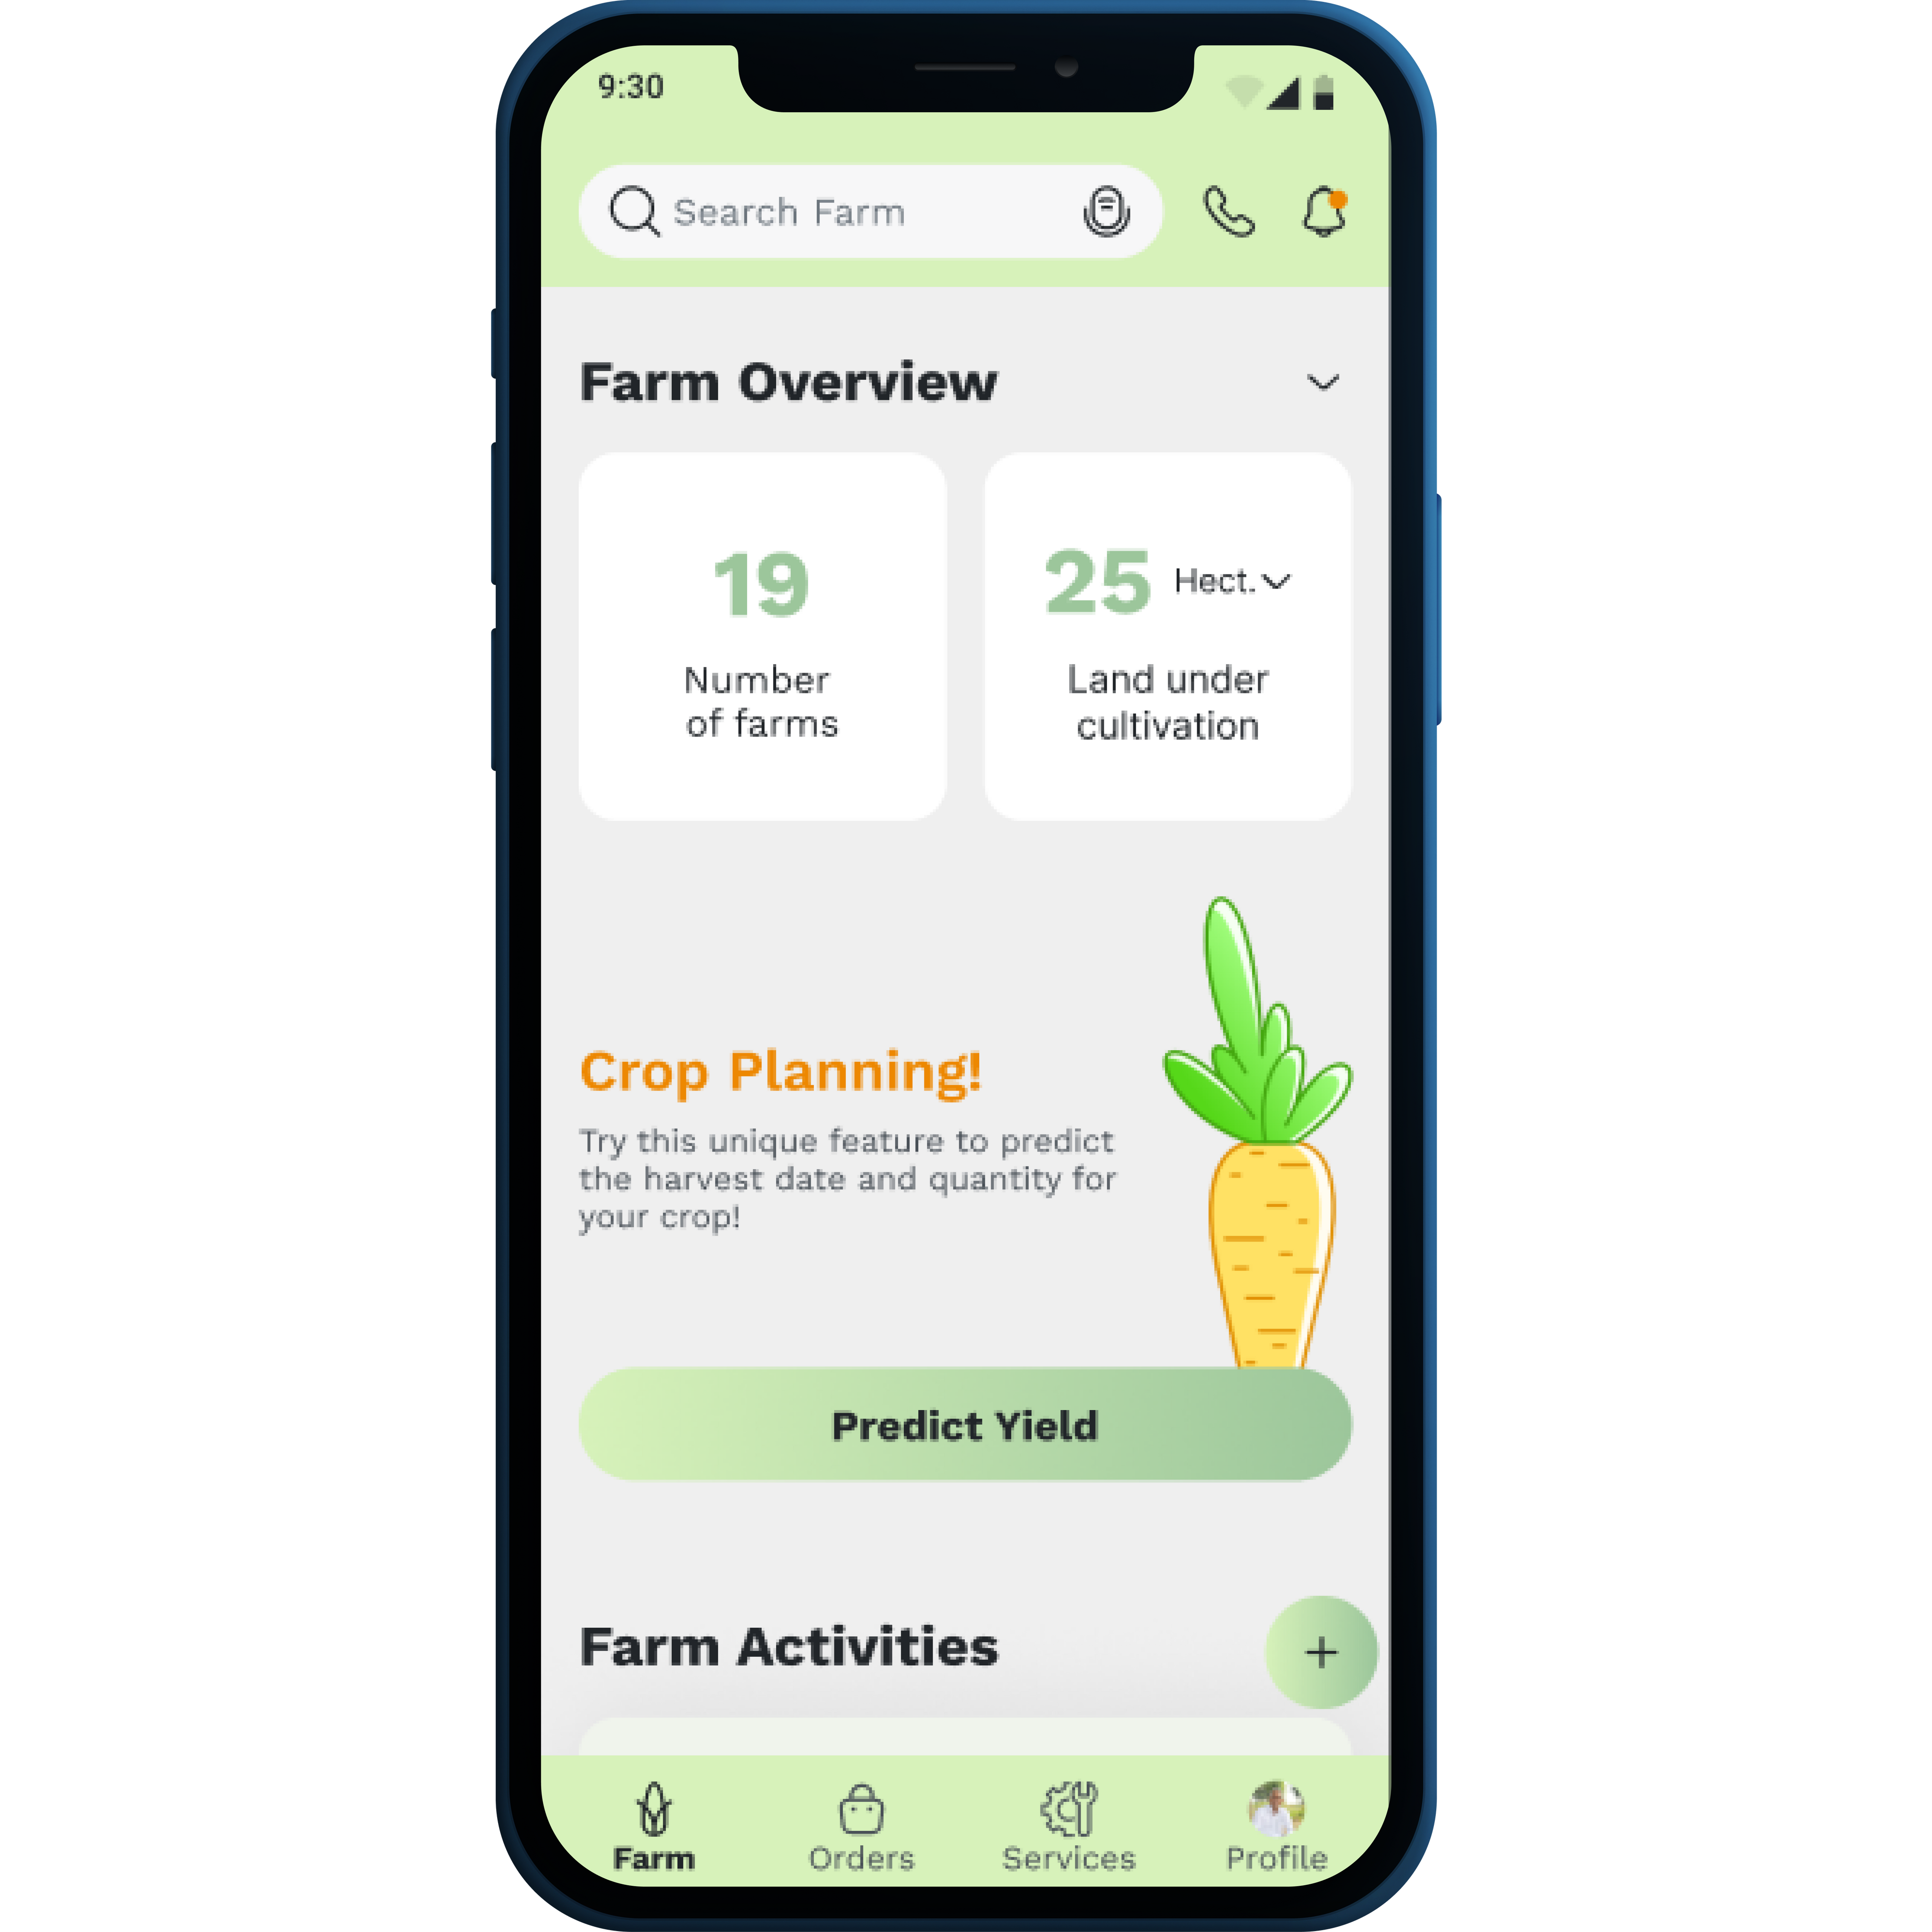 9:30
Search Farm
Farm Overview
19
Number
of farms
25 Hect.
Land under
cultivation
Crop Planning!
Try this unique feature to predict
the harvest date and quantity for
your crop!
Predict Yield
Farm Activities
+
Farm
Orders
Services
Profile